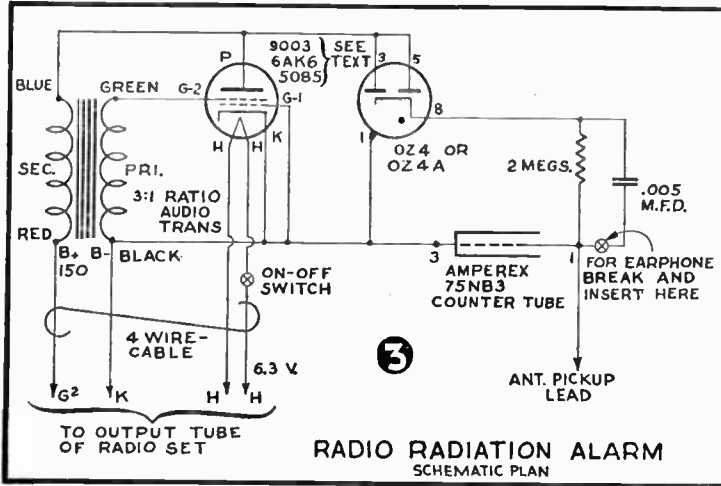 P
9003
6AK6
5085
SEE
TEXT
3
5
BLUE
GREEN
G-2
G-1
K
H
H
1
8
OZ4 OR
OZ4A
2 MEGS.
.005
M.F.D.
SEC.
PRI.
3:1 RATIO
AUDIO
TRANS
RED
B+
150
B-
BLACK
ON-OFF
SWITCH
3
AMPEREX
75NB3
COUNTER TUBE
1
FOR EARPHONE
BREAK AND
INSERT HERE
4 WIRE-
CABLE
6.3 V.
3
G2
K
H
H
ANT. PICKUP
LEAD
TO OUTPUT TUBE
OF RADIO SET
RADIO RADIATION ALARM
SCHEMATIC PLAN